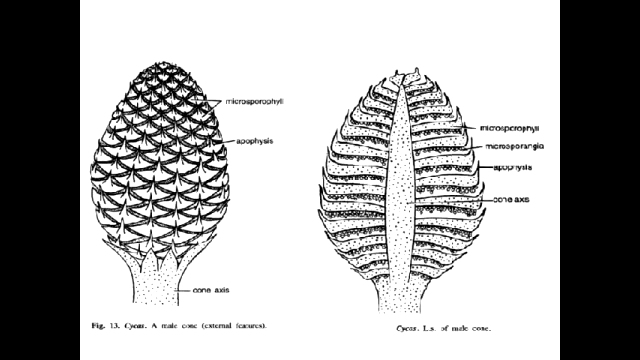 microsporophyll
apophysis
cone axis
Fig. 13. Cycas. A male cone (external features).
microsporophyll
microsporangia
apophysis
cone axis
Cycas. L.s. of male cone.